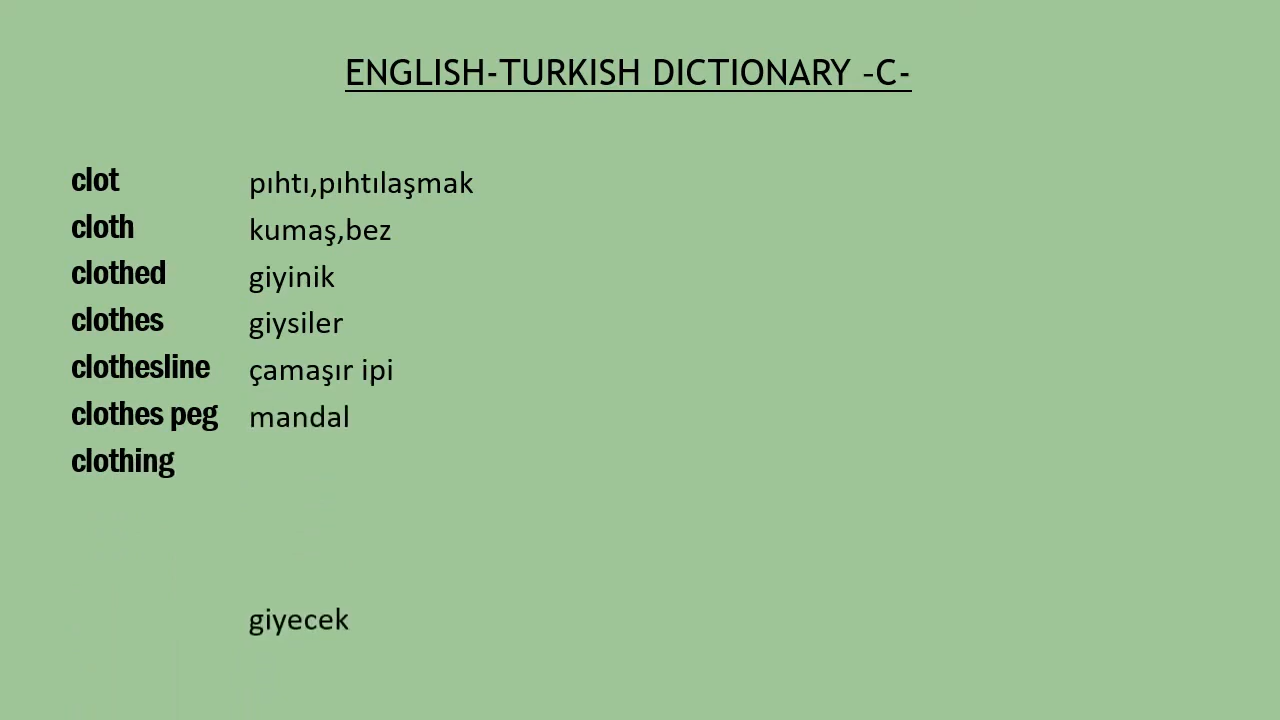 ENGLISH-TURKISH DICTIONARY –C-
clot pıhtı,pıhtılaşmak
cloth kumaş,bez
clothed giyinik
clothes giysiler
clothesline çamaşır ipi
clothes peg mandal
clothing
giyecek